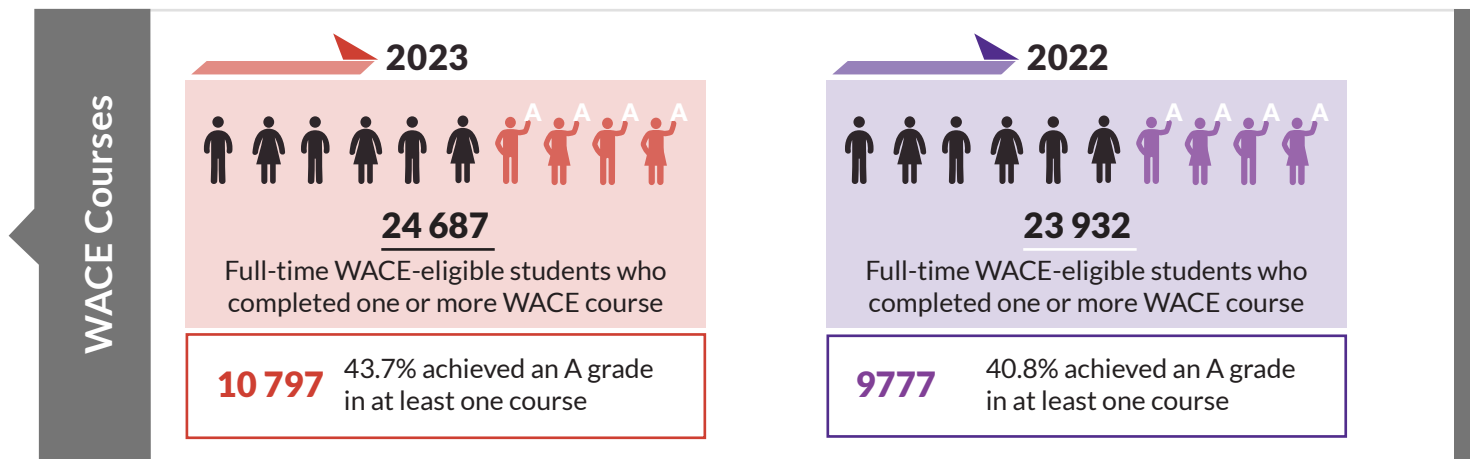 WACE Courses
2023
A A A A
24 687
Full-time WACE-eligible students who
completed one or more WACE course
10 797
43.7% achieved an A grade
in at least one course
2022
A A A A
23 932
Full-time WACE-eligible students who
completed one or more WACE course
9777
40.8% achieved an A grade
in at least one course